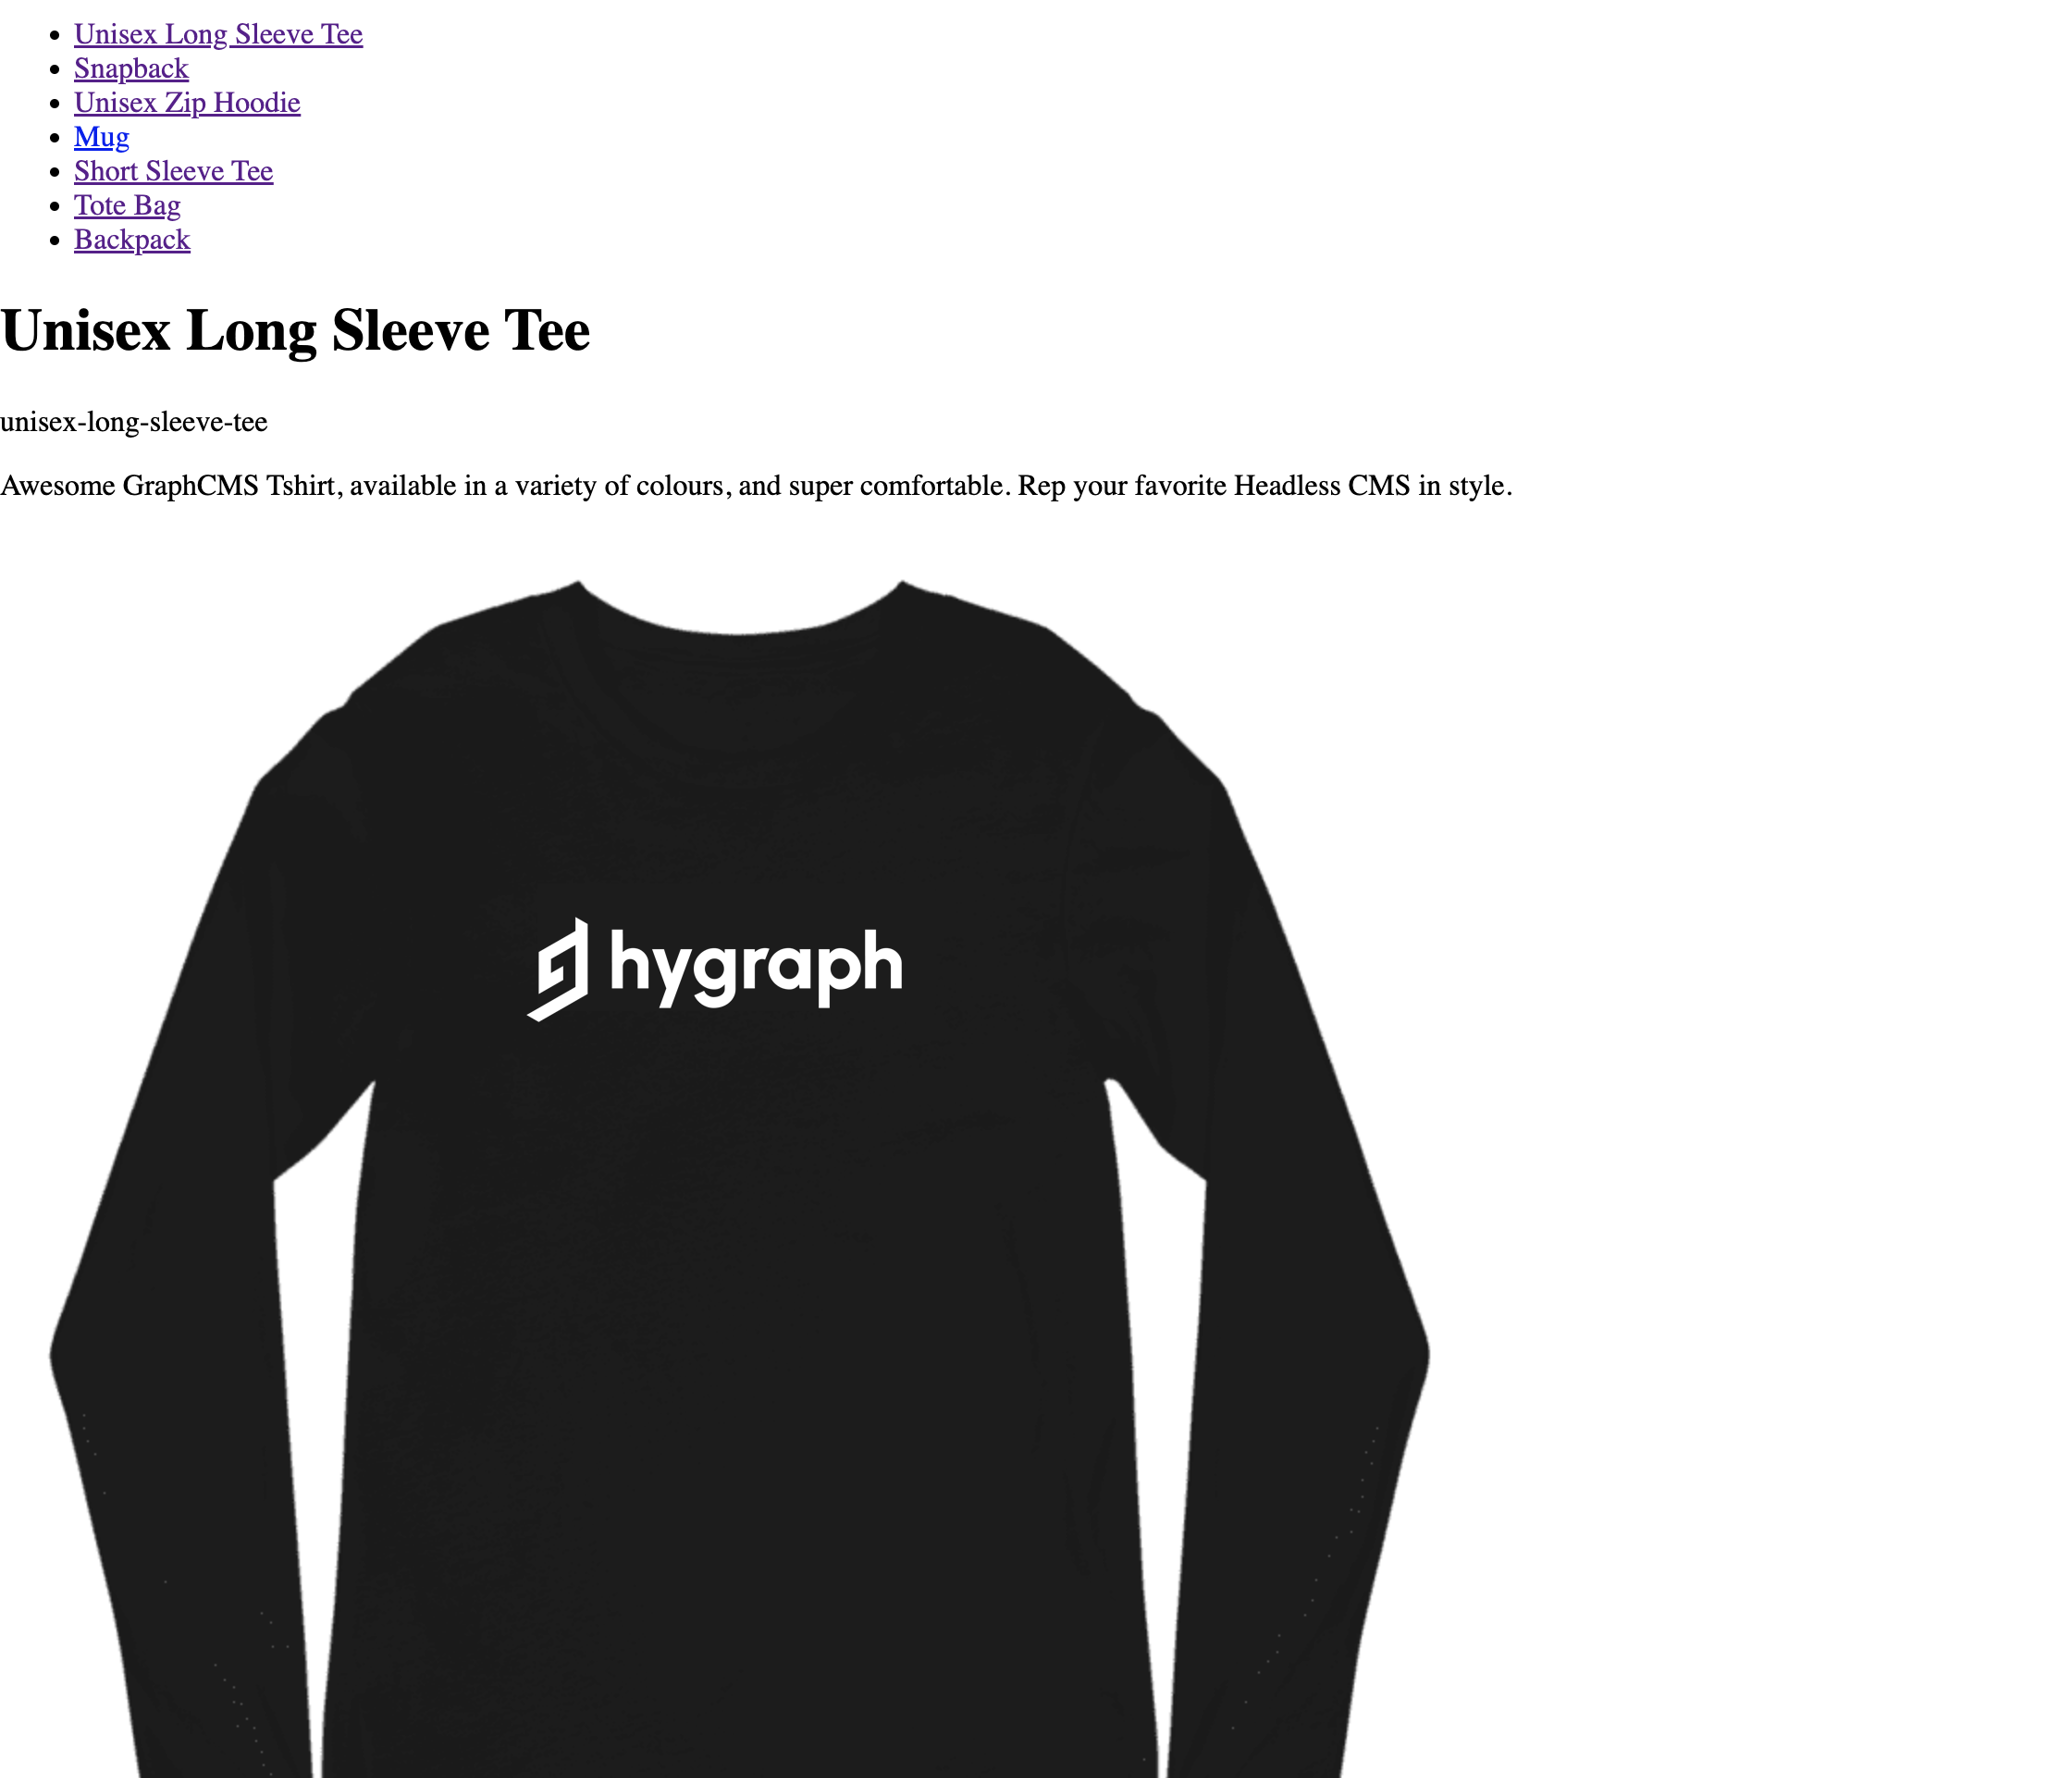 Unisex Long Sleeve Tee
Snapback
Unisex Zip Hoodie
Mug
Short Sleeve Tee
Tote Bag
Backpack
Unisex Long Sleeve Tee
unisex-long-sleeve-tee
Awesome GraphCMS Tshirt, available in a variety of colours, and super comfortable. Rep your favorite Headless CMS in style.
hygraph